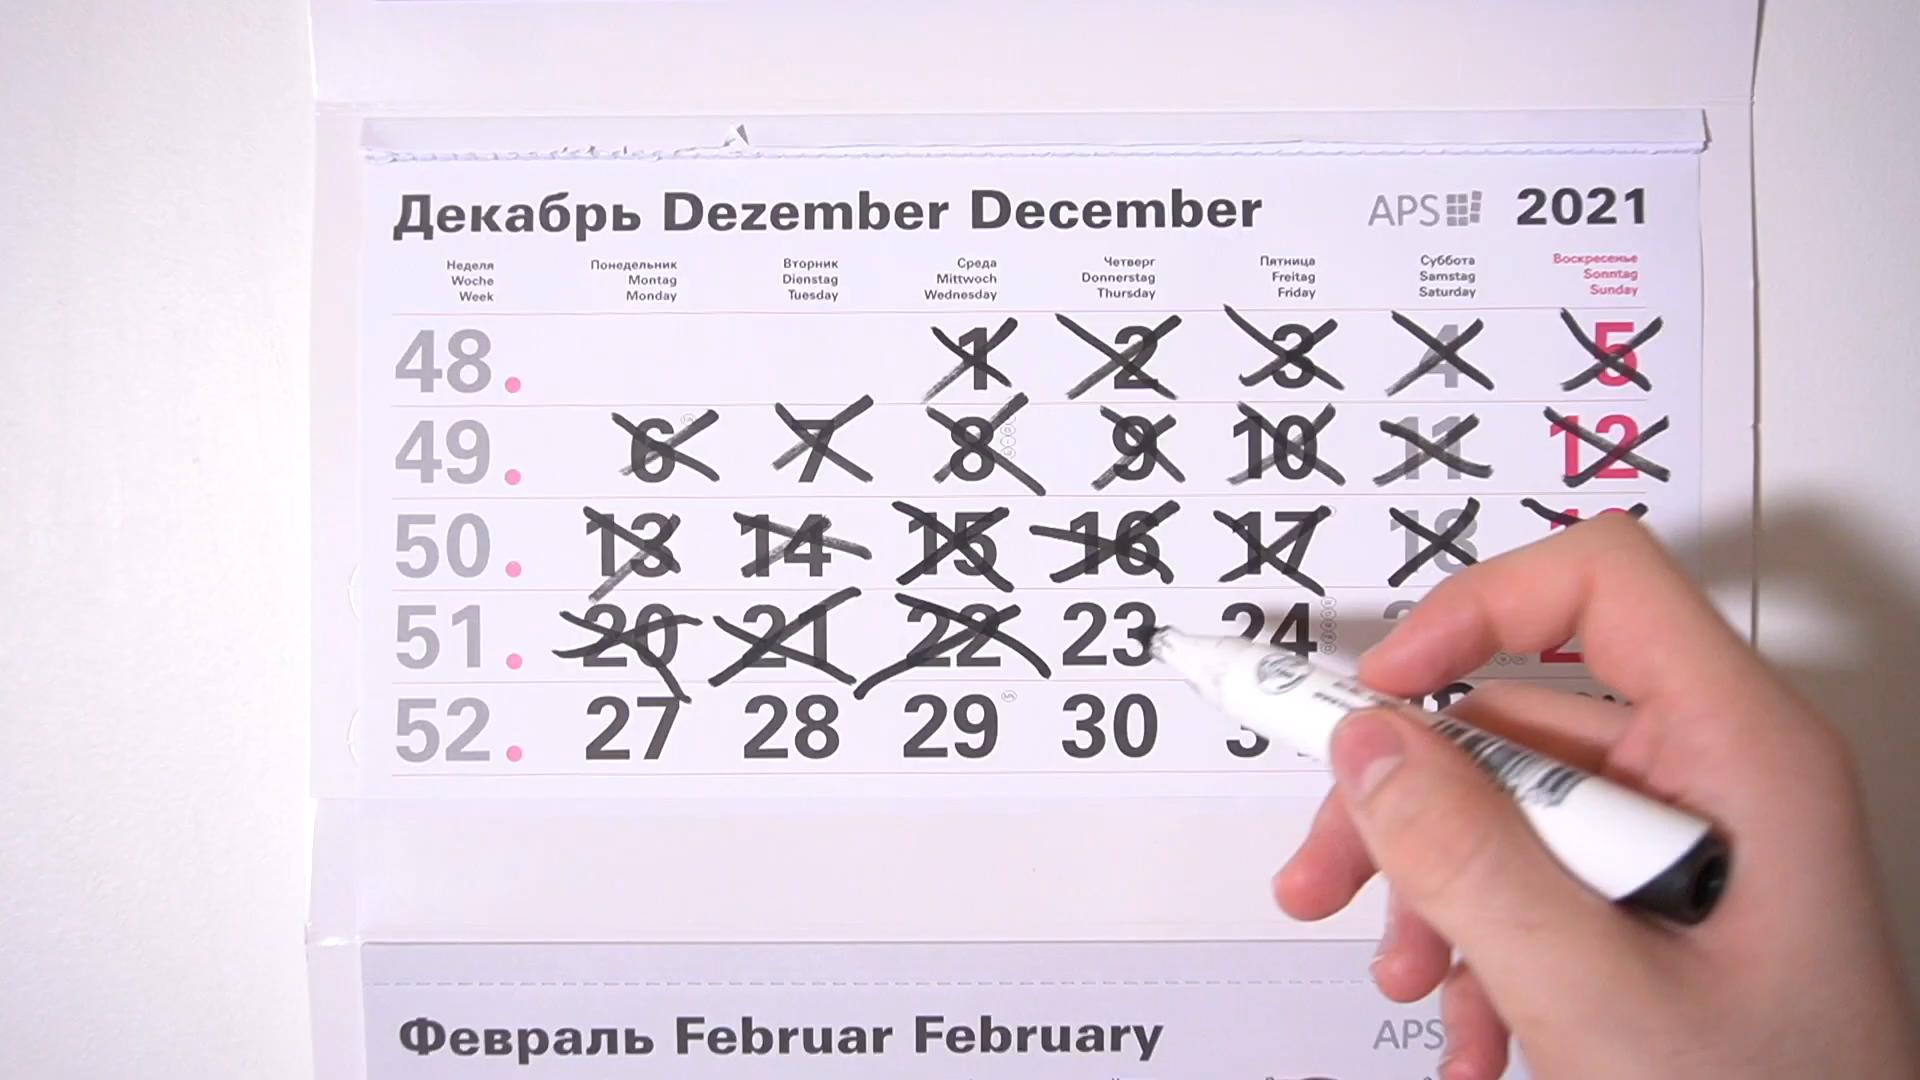 Декабрь Dezember December APS 2021
Неделя Понедельник Вторник Среда Четверг Пятница Суббота Воскресенье
Woche Montag Dienstag Mittwoch Donnerstag Freitag Samstag Sonntag
Week Monday Tuesday Wednesday Thursday Friday Saturday Sunday
48. 1 2 3 4 5
49. 6 7 8 9 10 11 12
50. 13 14 15 16 17 18
51. 20 21 22 23 24
52. 27 28 29 30
Февраль Februar February APS